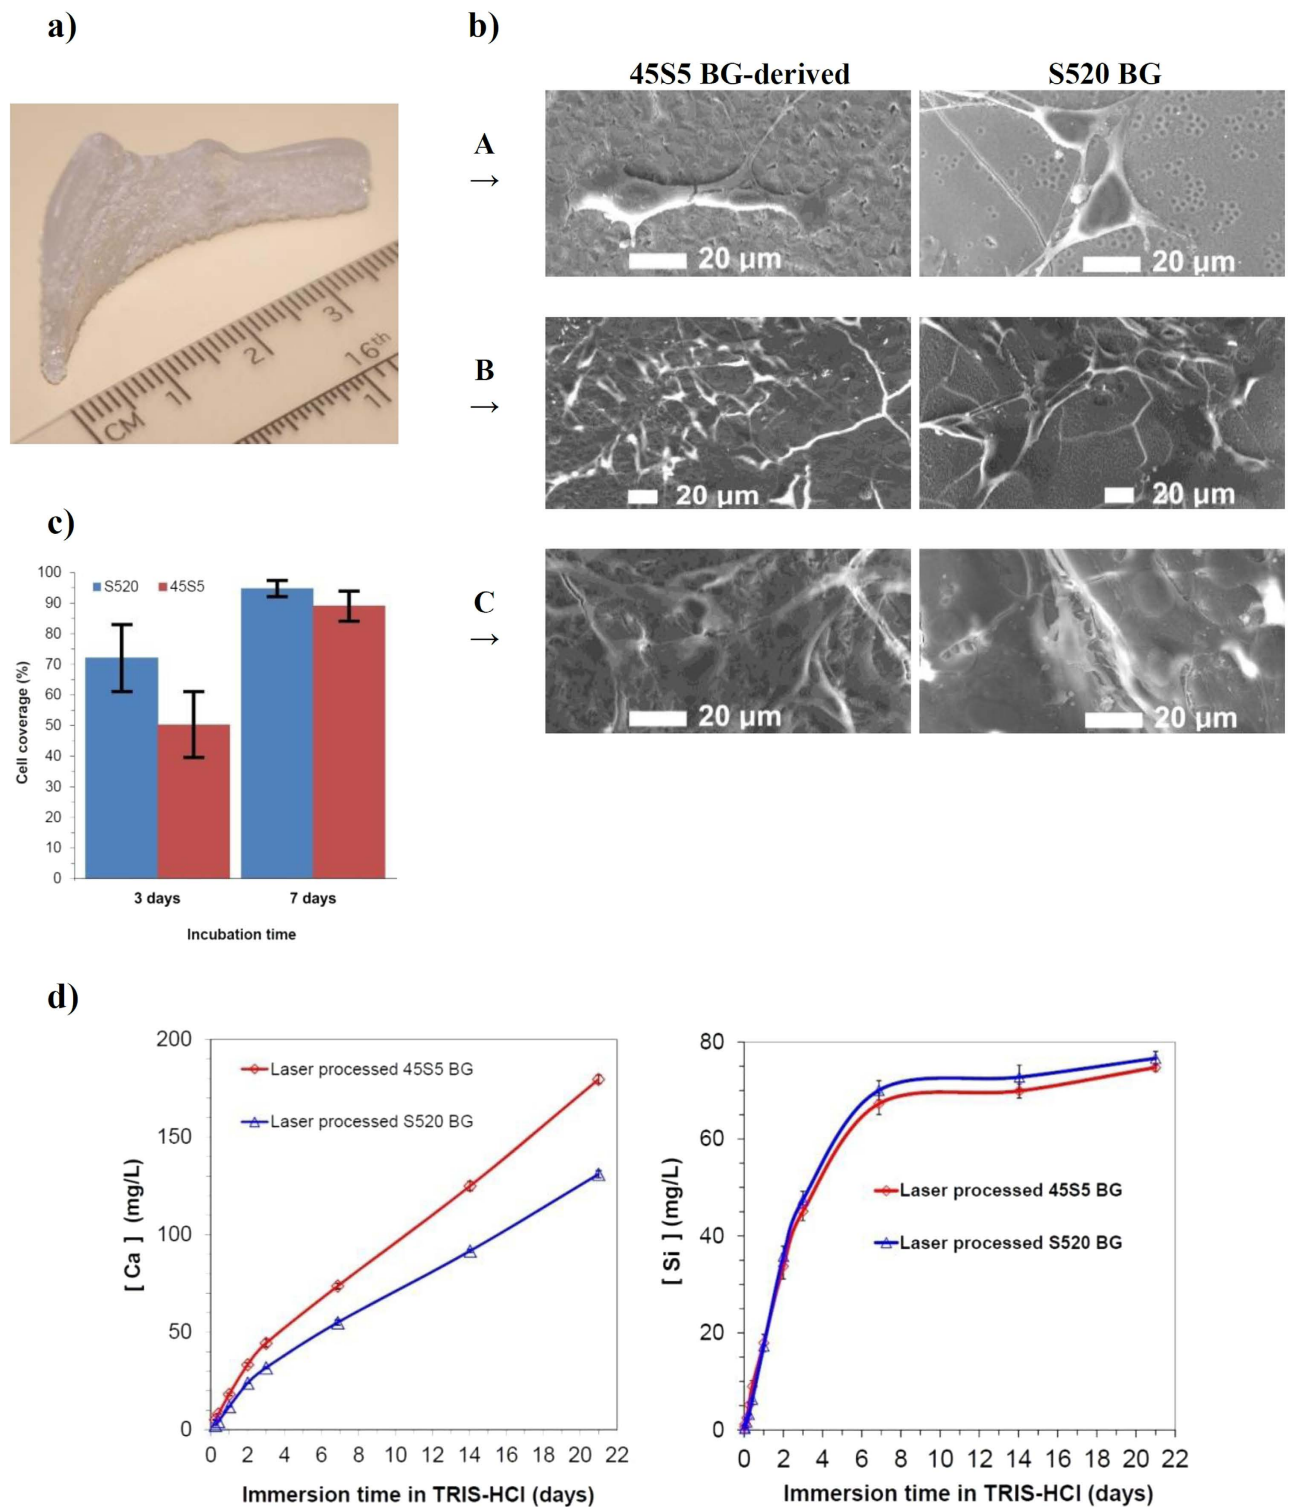 a)
b)
45S5 BG-derived
S520 BG
A
→
20 µm
20 µm
B
→
20 µm
20 µm
C
→
20 µm
20 µm
CM
1
2
3
16th
1
c)
100
90
80
70
60
50
40
30
20
10
0
S520
45S5
Cell coverage (%)
3 days
7 days
Incubation time
d)
200
150
100
50
0
[ Ca ] (mg/L)
Laser processed 45S5 BG
Laser processed S520 BG
0 2 4 6 8 10 12 14 16 18 20 22
Immersion time in TRIS-HCl (days)
80
60
40
20
0
[ Si ] (mg/L)
Laser processed 45S5 BG
Laser processed S520 BG
0 2 4 6 8 10 12 14 16 18 20 22
Immersion time in TRIS-HCl (days)